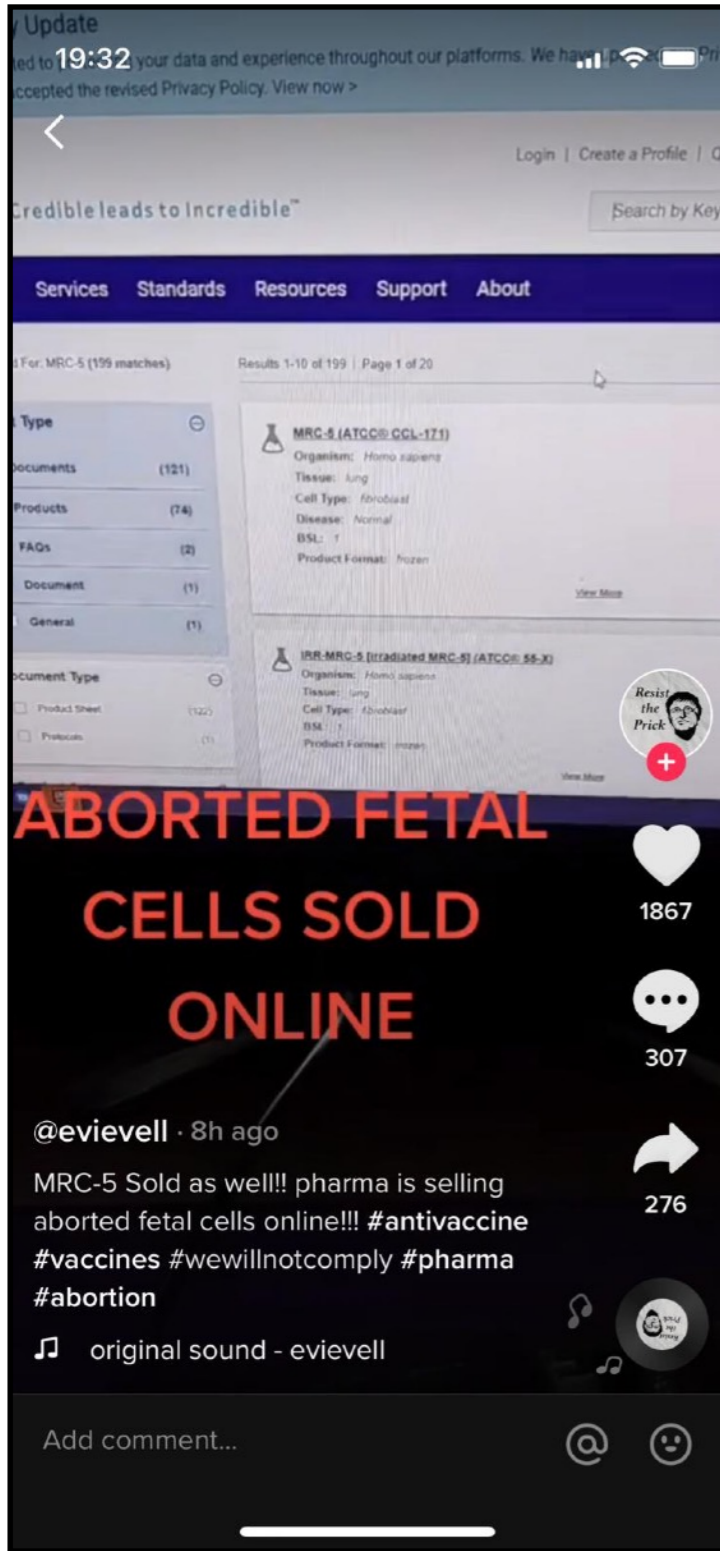 y Update
19:32
ted to your data and experience throughout our platforms. We have
ccepted the revised Privacy Policy. View now >
Login | Create a Profile |
Credible leads to Incredible™
Search by Key
Services Standards Resources Support About
d For: MRC-5 (199 matches)
Results 1-10 of 199 | Page 1 of 20
Type
ocuments (121)
Products (74)
FAQs (2)
Document (1)
General (1)
MRC-5 (ATCC® CCL-171)
Organism: Homo sapiens
Tissue: lung
Cell Type: fibroblast
Disease: Normal
BSL: 1
Product Format: frozen
View More
ocument Type
Product Sheet (122)
Protocols (1)
IRR-MRC-5 [Irradiated MRC-5] (ATCC® 55-X)
Organism: Homo sapiens
Tissue: lung
Cell Type: fibroblast
BSL: 1
Product Format: frozen
View More
Resist
the
Prick
ABORTED FETAL
CELLS SOLD
ONLINE
1867
307
276
@evievell · 8h ago
MRC-5 Sold as well!! pharma is selling
aborted fetal cells online!!! #antivaccine
#vaccines #wewillnotcomply #pharma
#abortion
original sound - evievell
Add comment...